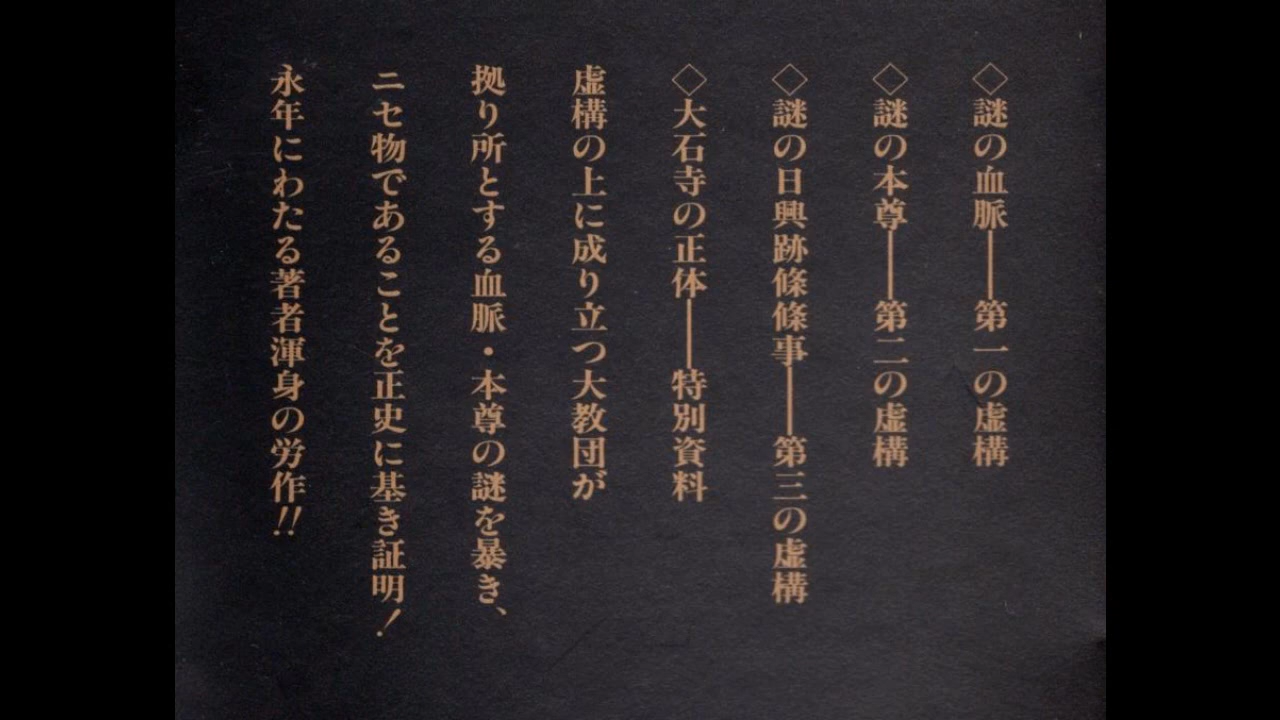 ◇謎の血脈――第一の虚構
◇謎の本尊――第二の虚構
◇謎の日興跡條條事――第三の虚構
◇大石寺の正体――特別資料
虚構の上に成り立つ大教団が
拠り所とする血脈・本尊の謎を暴き、
ニセ物であることを正史に基き証明！
永年にわたる著者渾身の労作!!